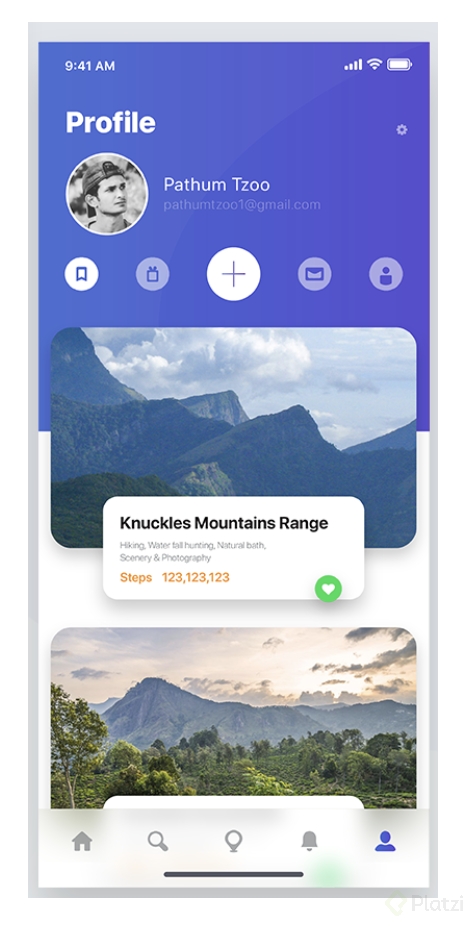 9:41 AM
Profile
Pathum Tzoo
pathumtzoo1@gmail.com
Knuckles Mountains Range
Hiking, Water fall hunting, Natural bath,
Scenery & Photography
Steps 123,123,123
Platzi